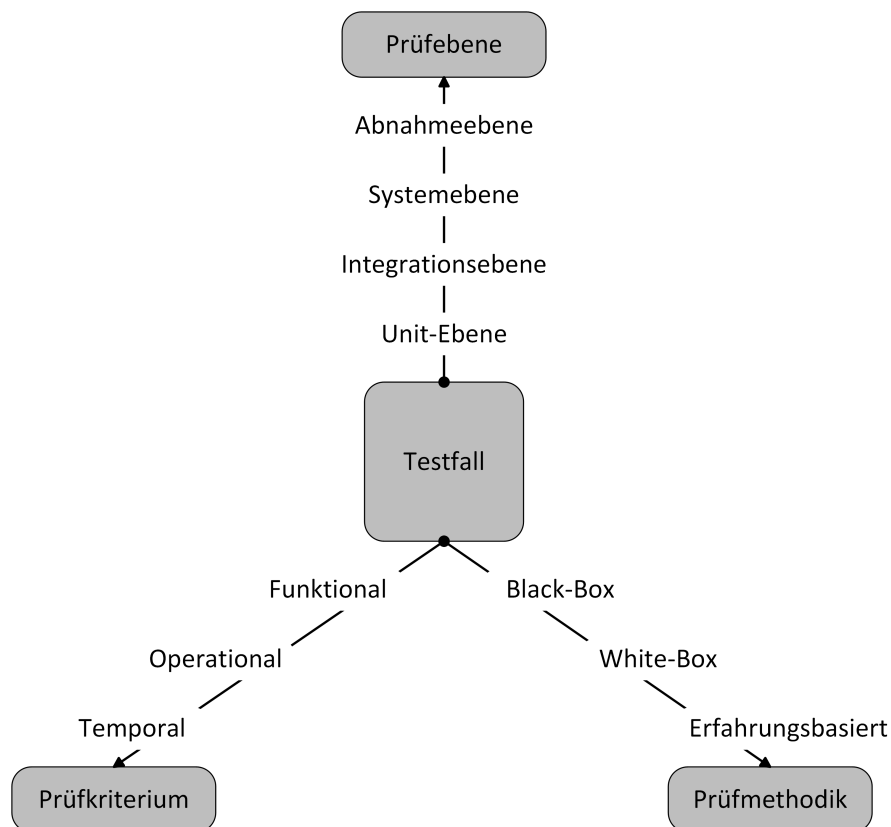 Prüfebene
Abnahmeebene
Systemebene
Integrationsebene
Unit-Ebene
Testfall
Funktional
Black-Box
Operational
White-Box
Temporal
Erfahrungsbasiert
Prüfkriterium
Prüfmethodik